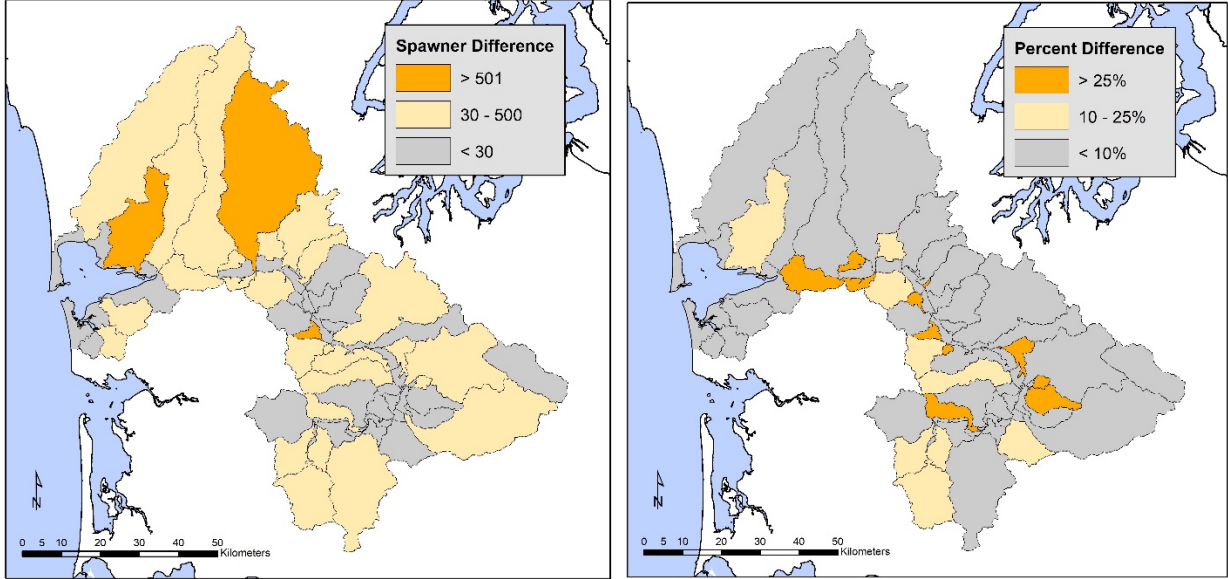 Spawner Difference
> 501
30 - 500
< 30
N
0 10 20 30 40 50
Kilometers
Percent Difference
> 25%
10 - 25%
< 10%
N
0 5 10 20 30 40 50
Kilometers